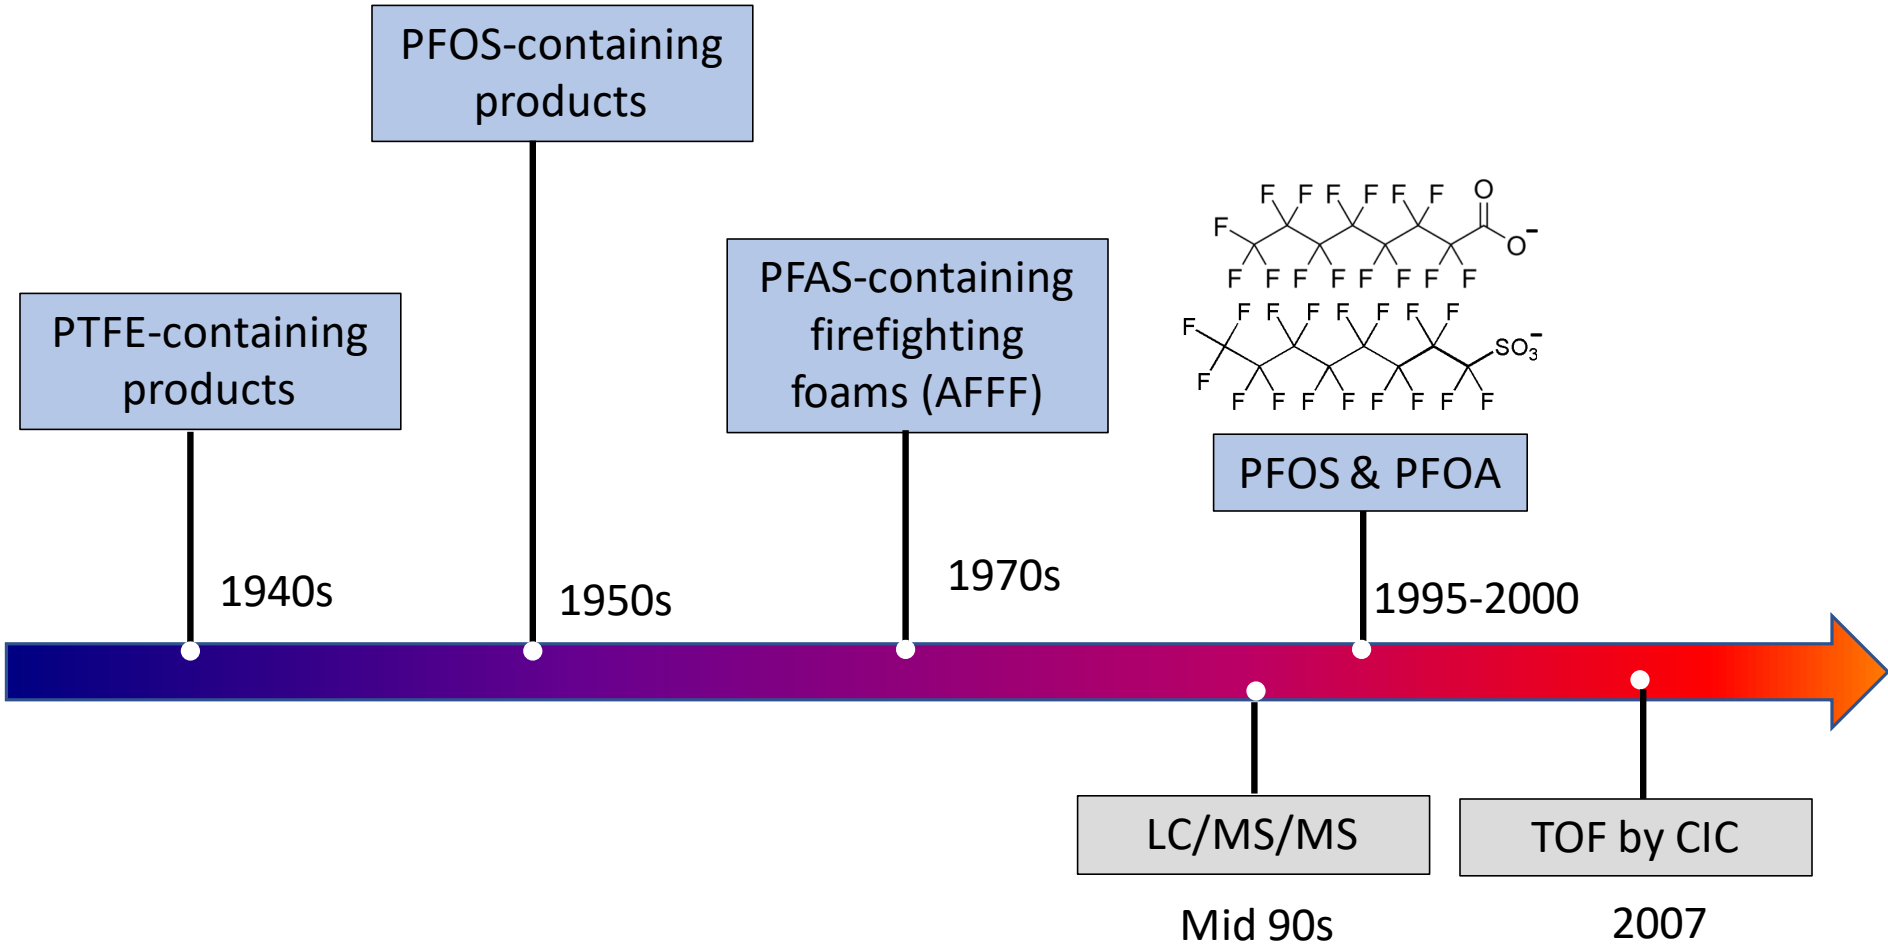 PFOS-containing
products
PTFE-containing
products
PFAS-containing
firefighting
foams (AFFF)
F F F F F F O
F
O-
F F F F F F F F
F F F F F F F
F
SO3-
F F F F F F F F
PFOS & PFOA
1940s
1950s
1970s
1995-2000
LC/MS/MS
TOF by CIC
Mid 90s
2007